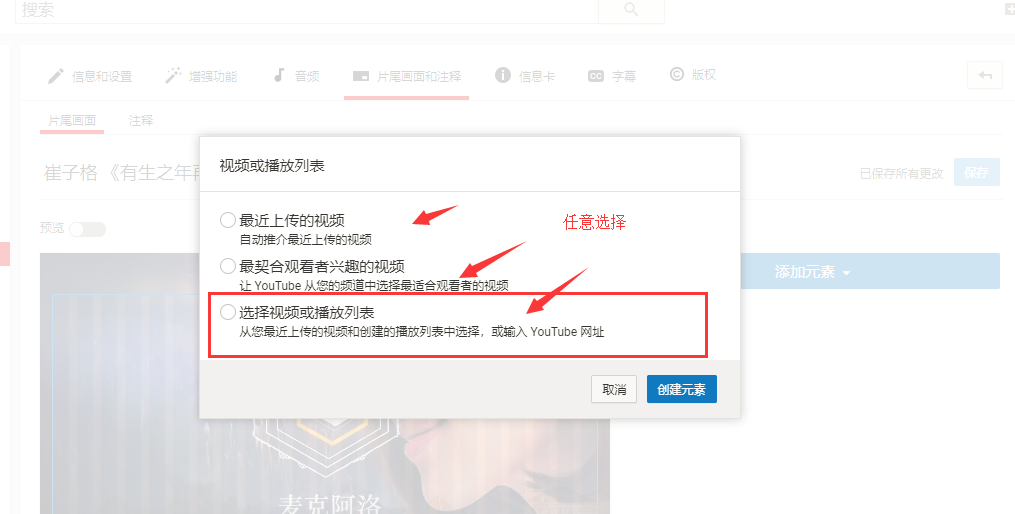 搜索
信息和设置
增强功能
音频
片尾画面和注释
信息卡
CC 字幕
版权
片尾画面
注释
视频或播放列表
崔子格 《有生之年
已保存所有更改
保存
最近上传的视频
任意选择
预览
自动推介最近上传的视频
最契合观看者兴趣的视频
添加元素
让 YouTube 从您的频道中选择最适合观看者的视频
选择视频或播放列表
从您最近上传的视频和创建的播放列表中选择，或输入 YouTube 网址
取消
创建元素
麦克阿洛